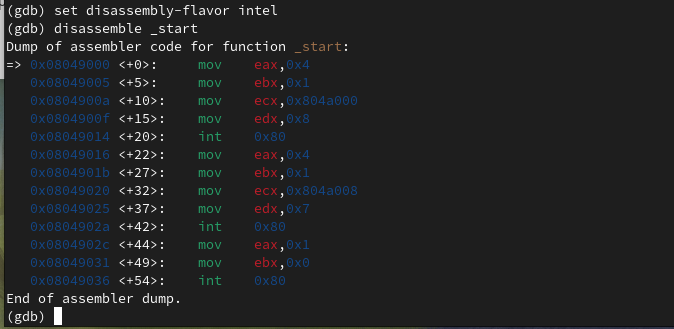 (gdb) set disassembly-flavor intel
(gdb) disassemble _start
Dump of assembler code for function _start:
=> 0x08049000 <+0>:     mov    eax,0x4
   0x08049005 <+5>:     mov    ebx,0x1
   0x0804900a <+10>:    mov    ecx,0x804a000
   0x0804900f <+15>:    mov    edx,0x8
   0x08049014 <+20>:    int    0x80
   0x08049016 <+22>:    mov    eax,0x4
   0x0804901b <+27>:    mov    ebx,0x1
   0x08049020 <+32>:    mov    ecx,0x804a008
   0x08049025 <+37>:    mov    edx,0x7
   0x0804902a <+42>:    int    0x80
   0x0804902c <+44>:    mov    eax,0x1
   0x08049031 <+49>:    mov    ebx,0x0
   0x08049036 <+54>:    int    0x80
End of assembler dump.
(gdb)